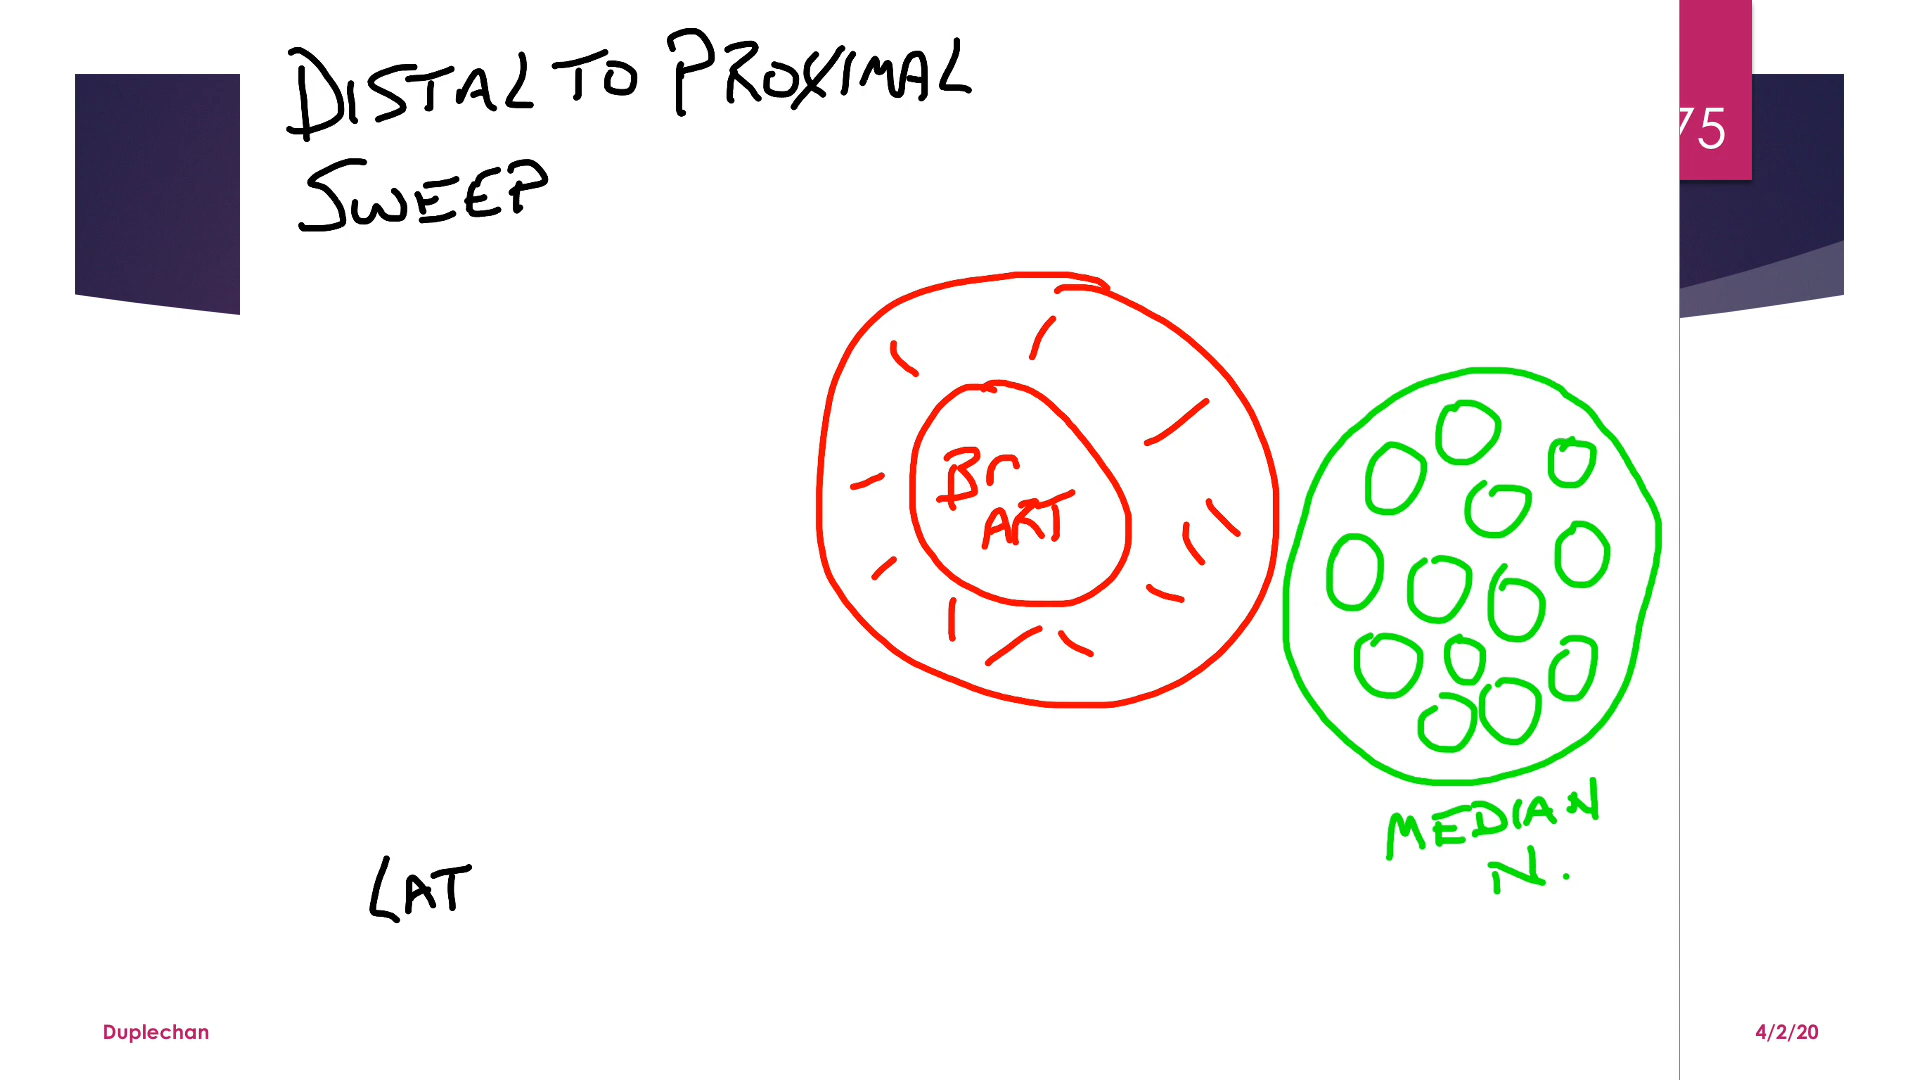 DISTAL TO PROXIMAL
SWEEP
75
Br
ART
MEDIAN
N.
LAT
Duplechan
4/2/20